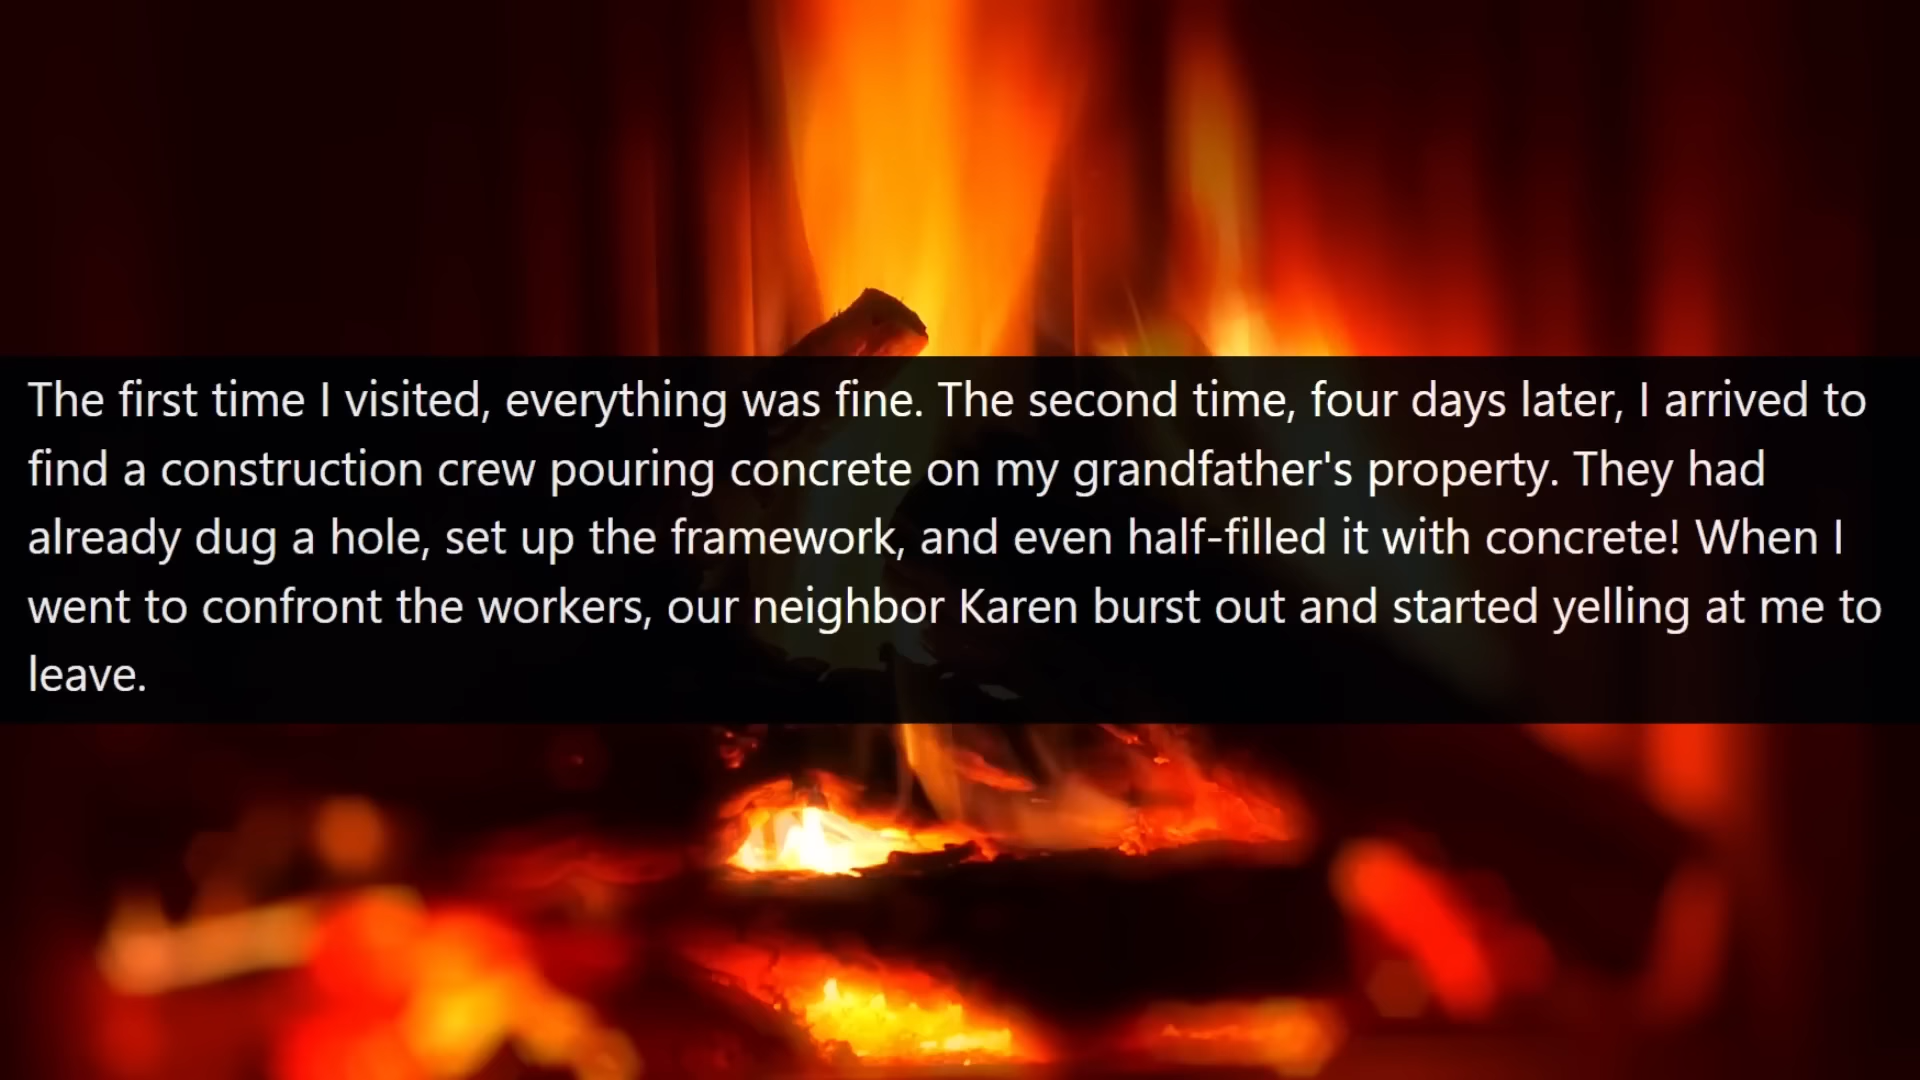 The first time I visited, everything was fine. The second time, four days later, I arrived to
find a construction crew pouring concrete on my grandfather's property. They had
already dug a hole, set up the framework, and even half-filled it with concrete! When I
went to confront the workers, our neighbor Karen burst out and started yelling at me to
leave.